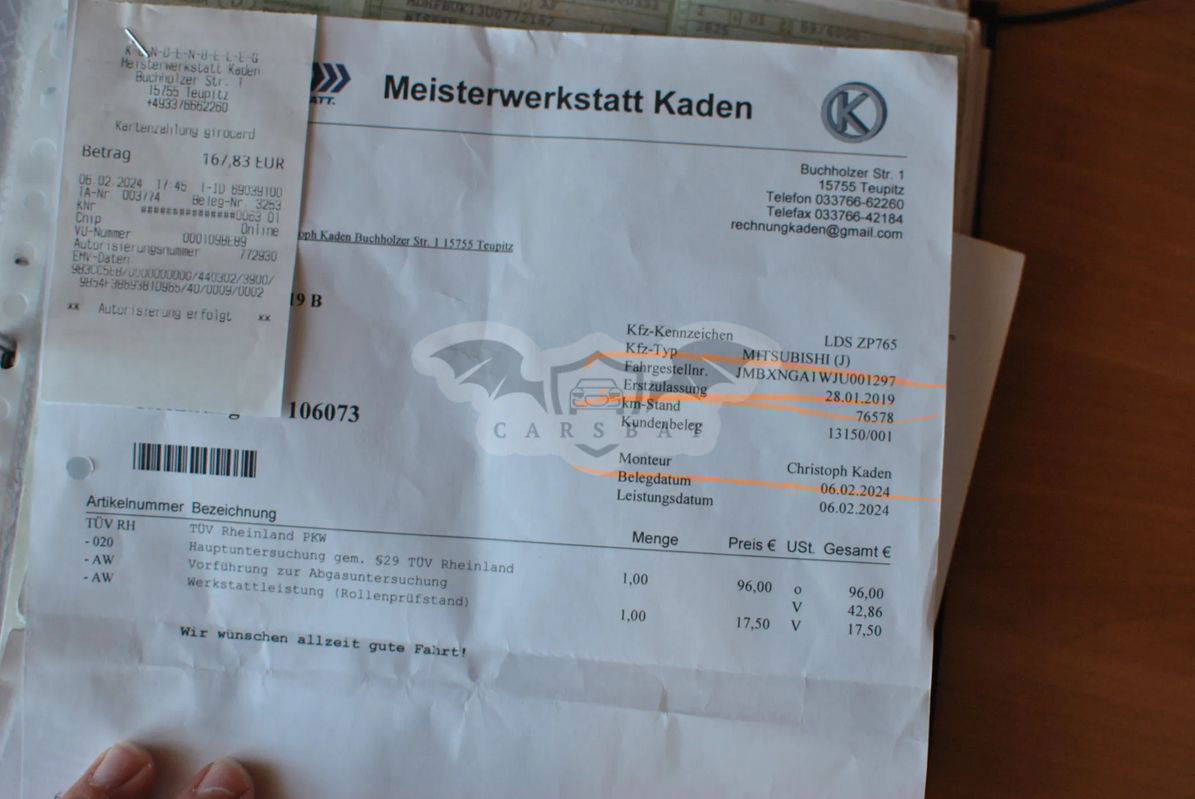 K-U-N-D-E-N-B-E-L-E-G
Meisterwerkstatt Kaden
Buchholzer Str. 1
15755 Teupitz
+493376662260
Kartenzahlung girocard
Betrag 167,83 EUR
06.02.2024 17:45 T-ID 69039100
TA-Nr 003774 Beleg-Nr. 3253
KNr ###############0063 01
Chip Online
VU-Nummer
Autorisierungsnummer 772930
EMV-Daten:
** Autorisierung erfolgt **
ATT.
Meisterwerkstatt Kaden
K
Buchholzer Str. 1
15755 Teupitz
Telefon 033766-62260
Telefax 033766-42184
rechnungkaden@gmail.com
oph Kaden Buchholzer Str. 1 15755 Teupitz
19 B
Kfz-Kennzeichen LDS ZP765
Kfz-Typ MITSUBISHI (J)
Fahrgestellnr. JMBXNGA1WJU001297
Erstzulassung 28.01.2019
km-Stand 76578
Kundenbeleg 13150/001
CARSBAT
106073
Monteur Christoph Kaden
Belegdatum 06.02.2024
Leistungsdatum 06.02.2024
Artikelnummer Bezeichnung Menge Preis € USt. Gesamt €
TÜV RH TÜV Rheinland PKW
- 020 Hauptuntersuchung gem. §29 TÜV Rheinland 1,00 96,00 o 96,00
- AW Vorführung zur Abgasuntersuchung V 42,86
- AW Werkstattleistung (Rollenprüfstand) 1,00 17,50 V 17,50
Wir wünschen allzeit gute Fahrt!